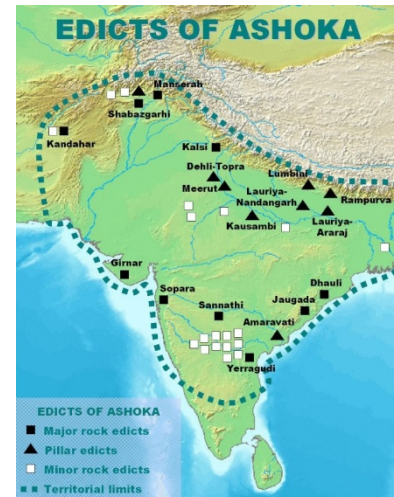 EDICTS OF ASHOKA
Manserah
Shabazgarhi
Kandahar
Kalsi
Dehli-Topra
Meerut
Lumbini
Lauriya-
Nandangarh
Rampurva
Lauriya-
Araraj
Kausambi
Girnar
Sopara
Dhauli
Sannathi
Jaugada
Amaravati
Yerragudi
EDICTS OF ASHOKA
Major rock edicts
Pillar edicts
Minor rock edicts
Territorial limits